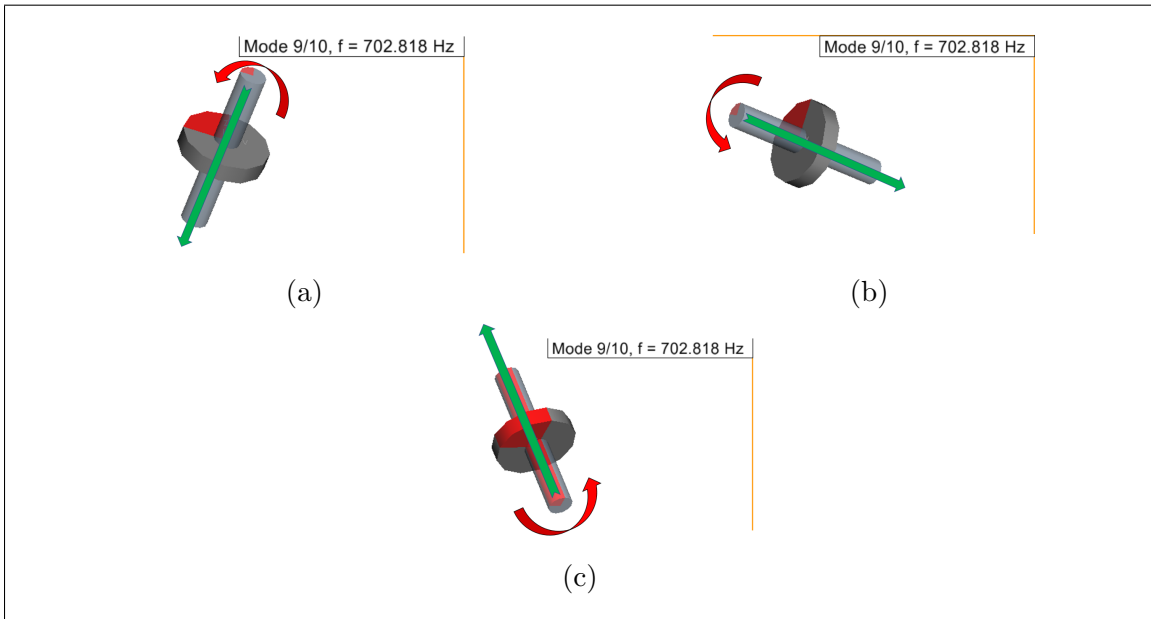 Mode 9/10, f = 702.818 Hz
Mode 9/10, f = 702.818 Hz
(a)
(b)
Mode 9/10, f = 702.818 Hz
(c)